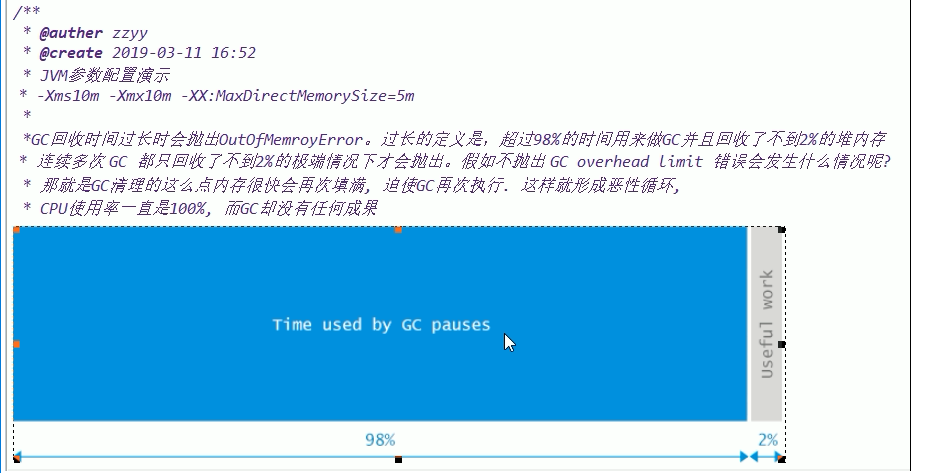 /**
* @auther zzyy
* @create 2019-03-11 16:52
* JVM参数配置演示
* -Xms10m -Xmx10m -XX:MaxDirectMemorySize=5m
*
*GC回收时间过长时会抛出OutOfMemroyError。过长的定义是，超过98%的时间用来做GC并且回收了不到2%的堆内存
* 连续多次 GC 都只回收了不到2%的极端情况下才会抛出。假如不抛出 GC overhead limit 错误会发生什么情况呢?
* 那就是GC清理的这么点内存很快会再次填满, 迫使GC再次执行. 这样就形成恶性循环,
* CPU使用率一直是100%, 而GC却没有任何成果
Time used by GC pauses
Useful work
98%
2%